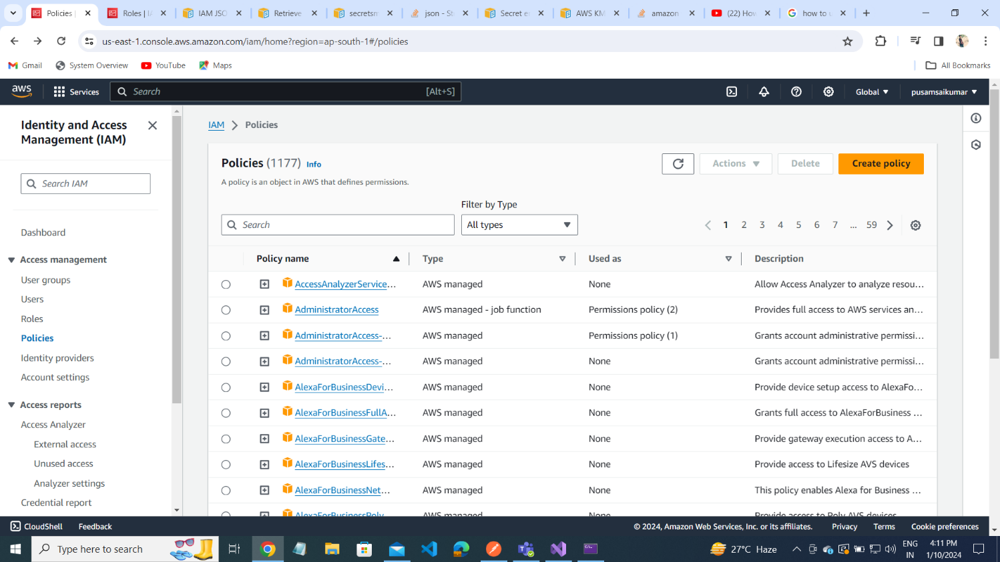 Policies |
Roles | IA
IAM JSO
Retrieve
secretsm
json - Sta
Secret en
AWS KM
amazon
(22) How
how to u
us-east-1.console.aws.amazon.com/iam/home?region=ap-south-1#/policies
Gmail
System Overview
YouTube
Maps
All Bookmarks
aws
Services
Search
[Alt+S]
Global
pusamsaikumar
Identity and Access
Management (IAM)
Search IAM
Dashboard
Access management
User groups
Users
Roles
Policies
Identity providers
Account settings
Access reports
Access Analyzer
External access
Unused access
Analyzer settings
Credential report
IAM > Policies
Policies (1177) Info
A policy is an object in AWS that defines permissions.
Actions
Delete
Create policy
Filter by Type
Search
All types
1 2 3 4 5 6 7 ... 59
Policy name Type Used as Description
AccessAnalyzerService... AWS managed None Allow Access Analyzer to analyze resou...
AdministratorAccess AWS managed - job function Permissions policy (2) Provides full access to AWS services an...
AdministratorAccess-... AWS managed Permissions policy (1) Grants account administrative permissi...
AdministratorAccess-... AWS managed None Grants account administrative permissi...
AlexaForBusinessDevi... AWS managed None Provide device setup access to AlexaFo...
AlexaForBusinessFullA... AWS managed None Grants full access to AlexaForBusiness ...
AlexaForBusinessGate... AWS managed None Provide gateway execution access to A...
AlexaForBusinessLifes... AWS managed None Provide access to Lifesize AVS devices
AlexaForBusinessNet... AWS managed None This policy enables Alexa for Business ...
AlexaForBusinessPoly... AWS managed None Provide access to Poly AVS devices
CloudShell
Feedback
© 2024, Amazon Web Services, Inc. or its affiliates.
Privacy
Terms
Cookie preferences
Type here to search
27°C Haze
ENG
IN
4:11 PM
1/10/2024